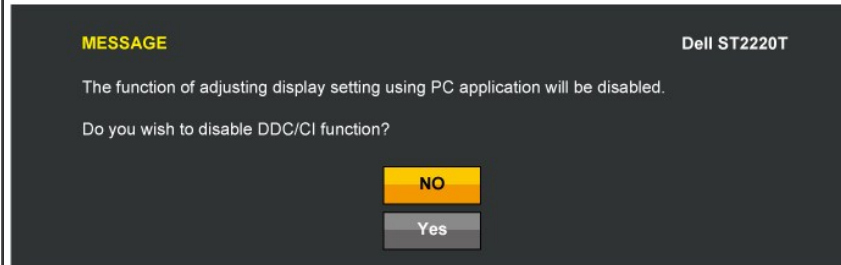 MESSAGE Dell ST2220T
The function of adjusting display setting using PC application will be disabled.
Do you wish to disable DDC/CI function?
NO
Yes